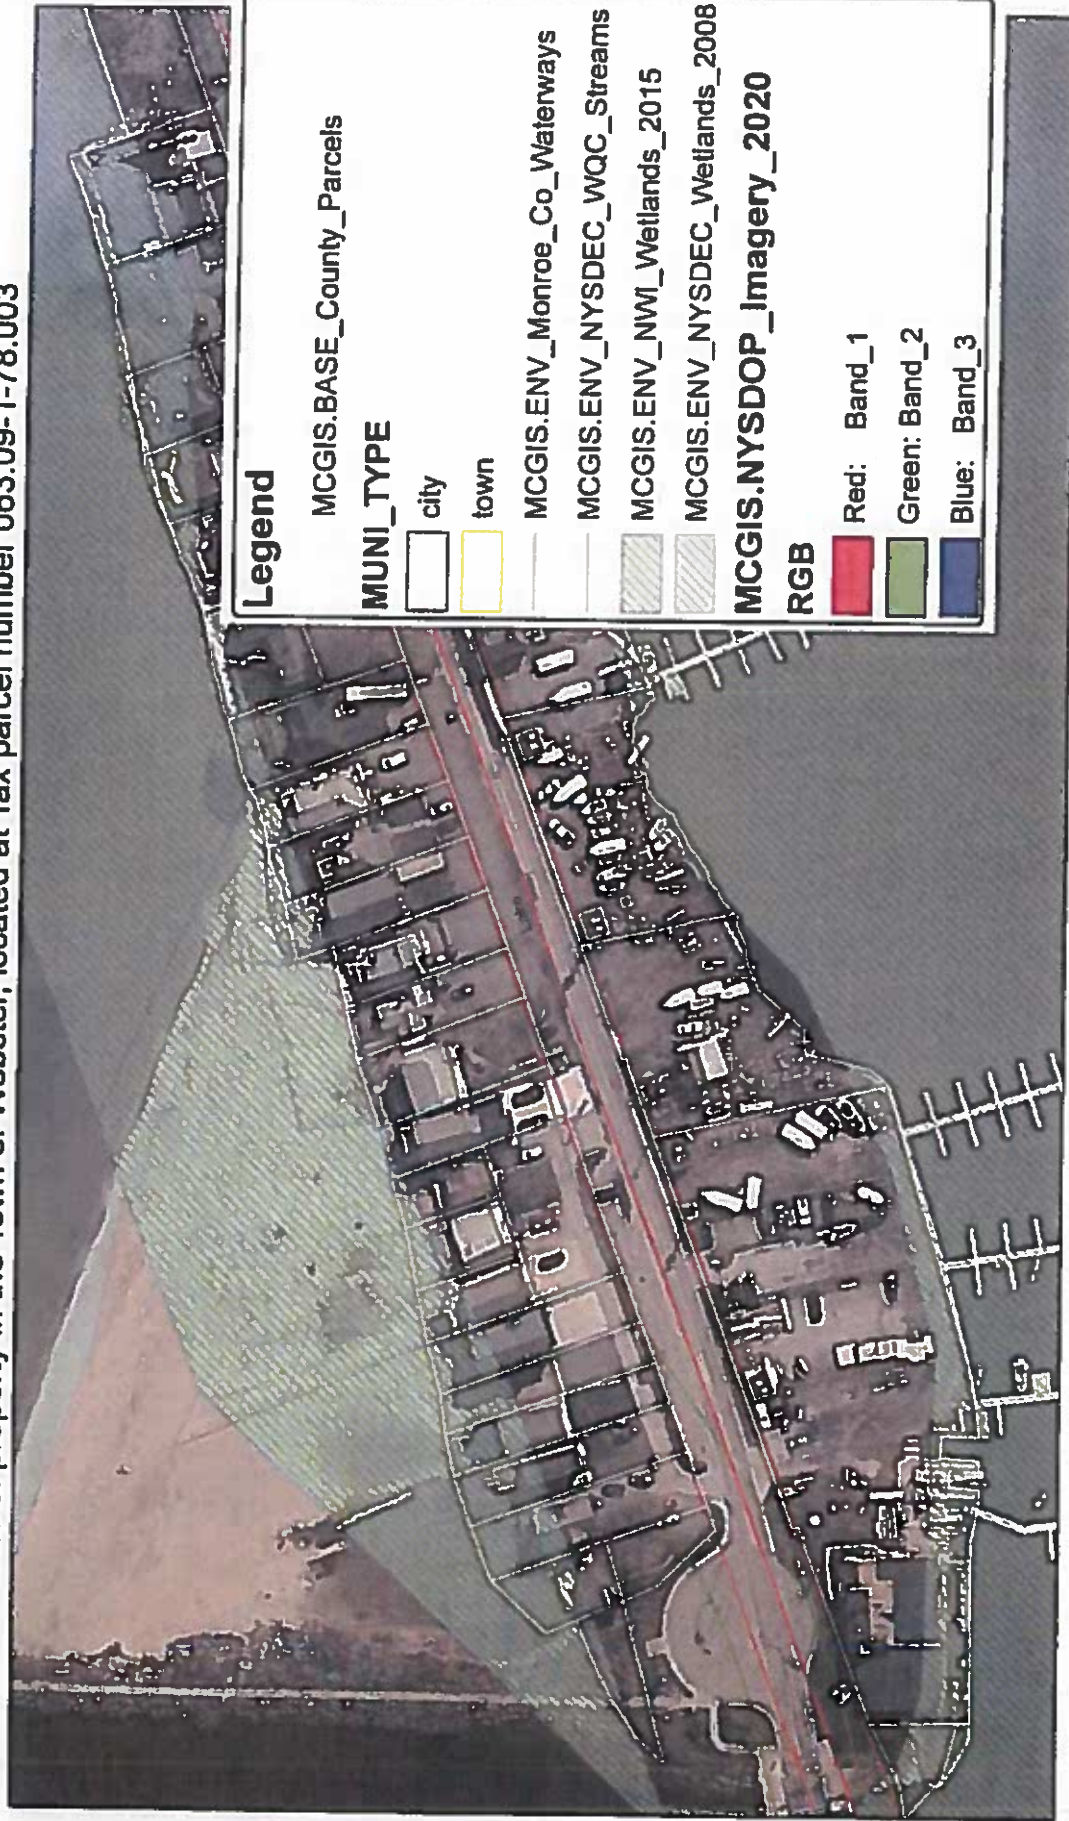 property in the Town of Webster, located at Tax parcel number 063.09-1-78.003
Legend
MCGIS.BASE_County_Parcels
MUNI_TYPE
city
town
MCGIS.ENV_Monroe_Co_Waterways
MCGIS.ENV_NYSDEC_WQC_Streams
MCGIS.ENV_NWI_Wetlands_2015
MCGIS.ENV_NYSDEC_Wetlands_2008
MCGIS.NYSDOP_Imagery_2020
RGB
Red: Band_1
Green: Band_2
Blue: Band_3